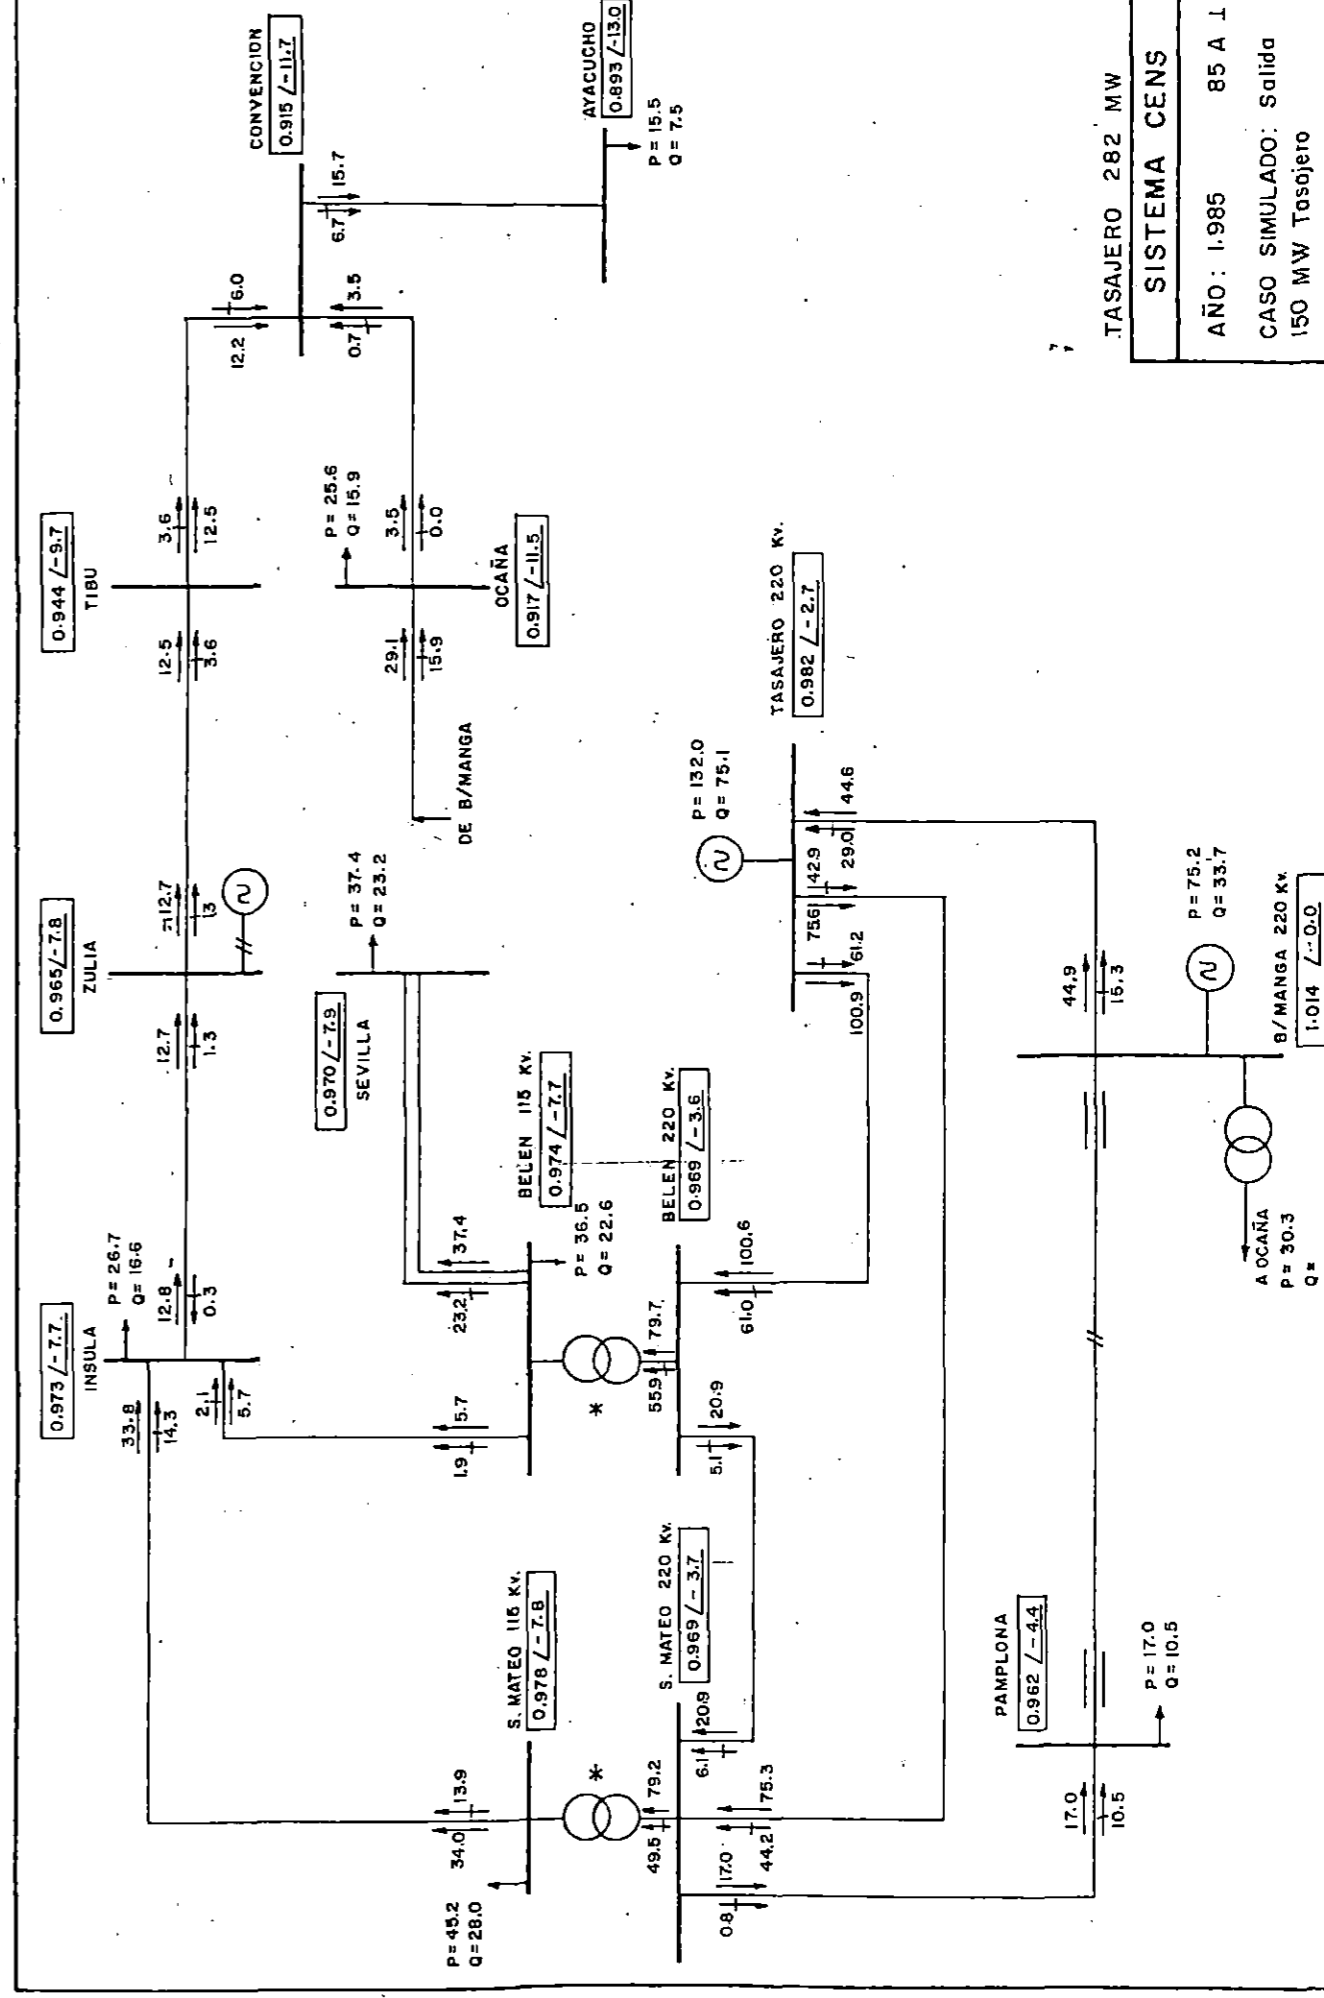 CONVENCION
0.915 /-11.7
AYACUCHO
0.893 /-13.0
15.7
6.7
P = 15.5
Q = 7.5
6.0
12.2
3.5
0.7
0.944 /-9.7
TIBU
3.6
12.5
12.5
3.6
P = 25.6
Q = 15.9
3.5
0.0
OCAÑA
0.917 /-11.5
29.1
15.9
DE B/MANGA
0.965 /-7.8
ZULIA
12.7
12.7
1.3
P = 37.4
Q = 23.2
0.970 /-7.9
SEVILLA
TASAJERO 220 Kv.
0.982 /-2.7
P = 132.0
Q = 75.1
44.6
29.0
42.9
75.6
61.2
100.9
BELEN 115 Kv.
0.974 /-7.7
P = 36.5
Q = 22.6
37.4
23.2
BELEN 220 Kv.
0.969 /-3.6
100.6
61.0
79.7
55.9
*
20.9
5.1
5.7
1.9
0.973 /-7.7
INSULA
P = 26.7
Q = 16.6
12.8
0.3
33.8
14.3
2.1
5.7
S. MATEO 115 Kv.
0.978 /-7.8
13.9
34.0
P = 45.2
Q = 28.0
*
S. MATEO 220 Kv.
0.969 /-3.7
20.9
6.1
79.2
49.5
75.3
44.2
17.0
0.8
44.9
15.3
P = 75.2
Q = 33.7
B/MANGA 220 Kv.
1.014 /-0.0
A OCAÑA
P = 30.3
Q =
PAMPLONA
0.962 /-4.4
P = 17.0
Q = 10.5
17.0
10.5
TASAJERO 282 MW
SISTEMA CENS
AÑO: 1.985 85 A
CASO SIMULADO: Salida
150 MW Tasajero